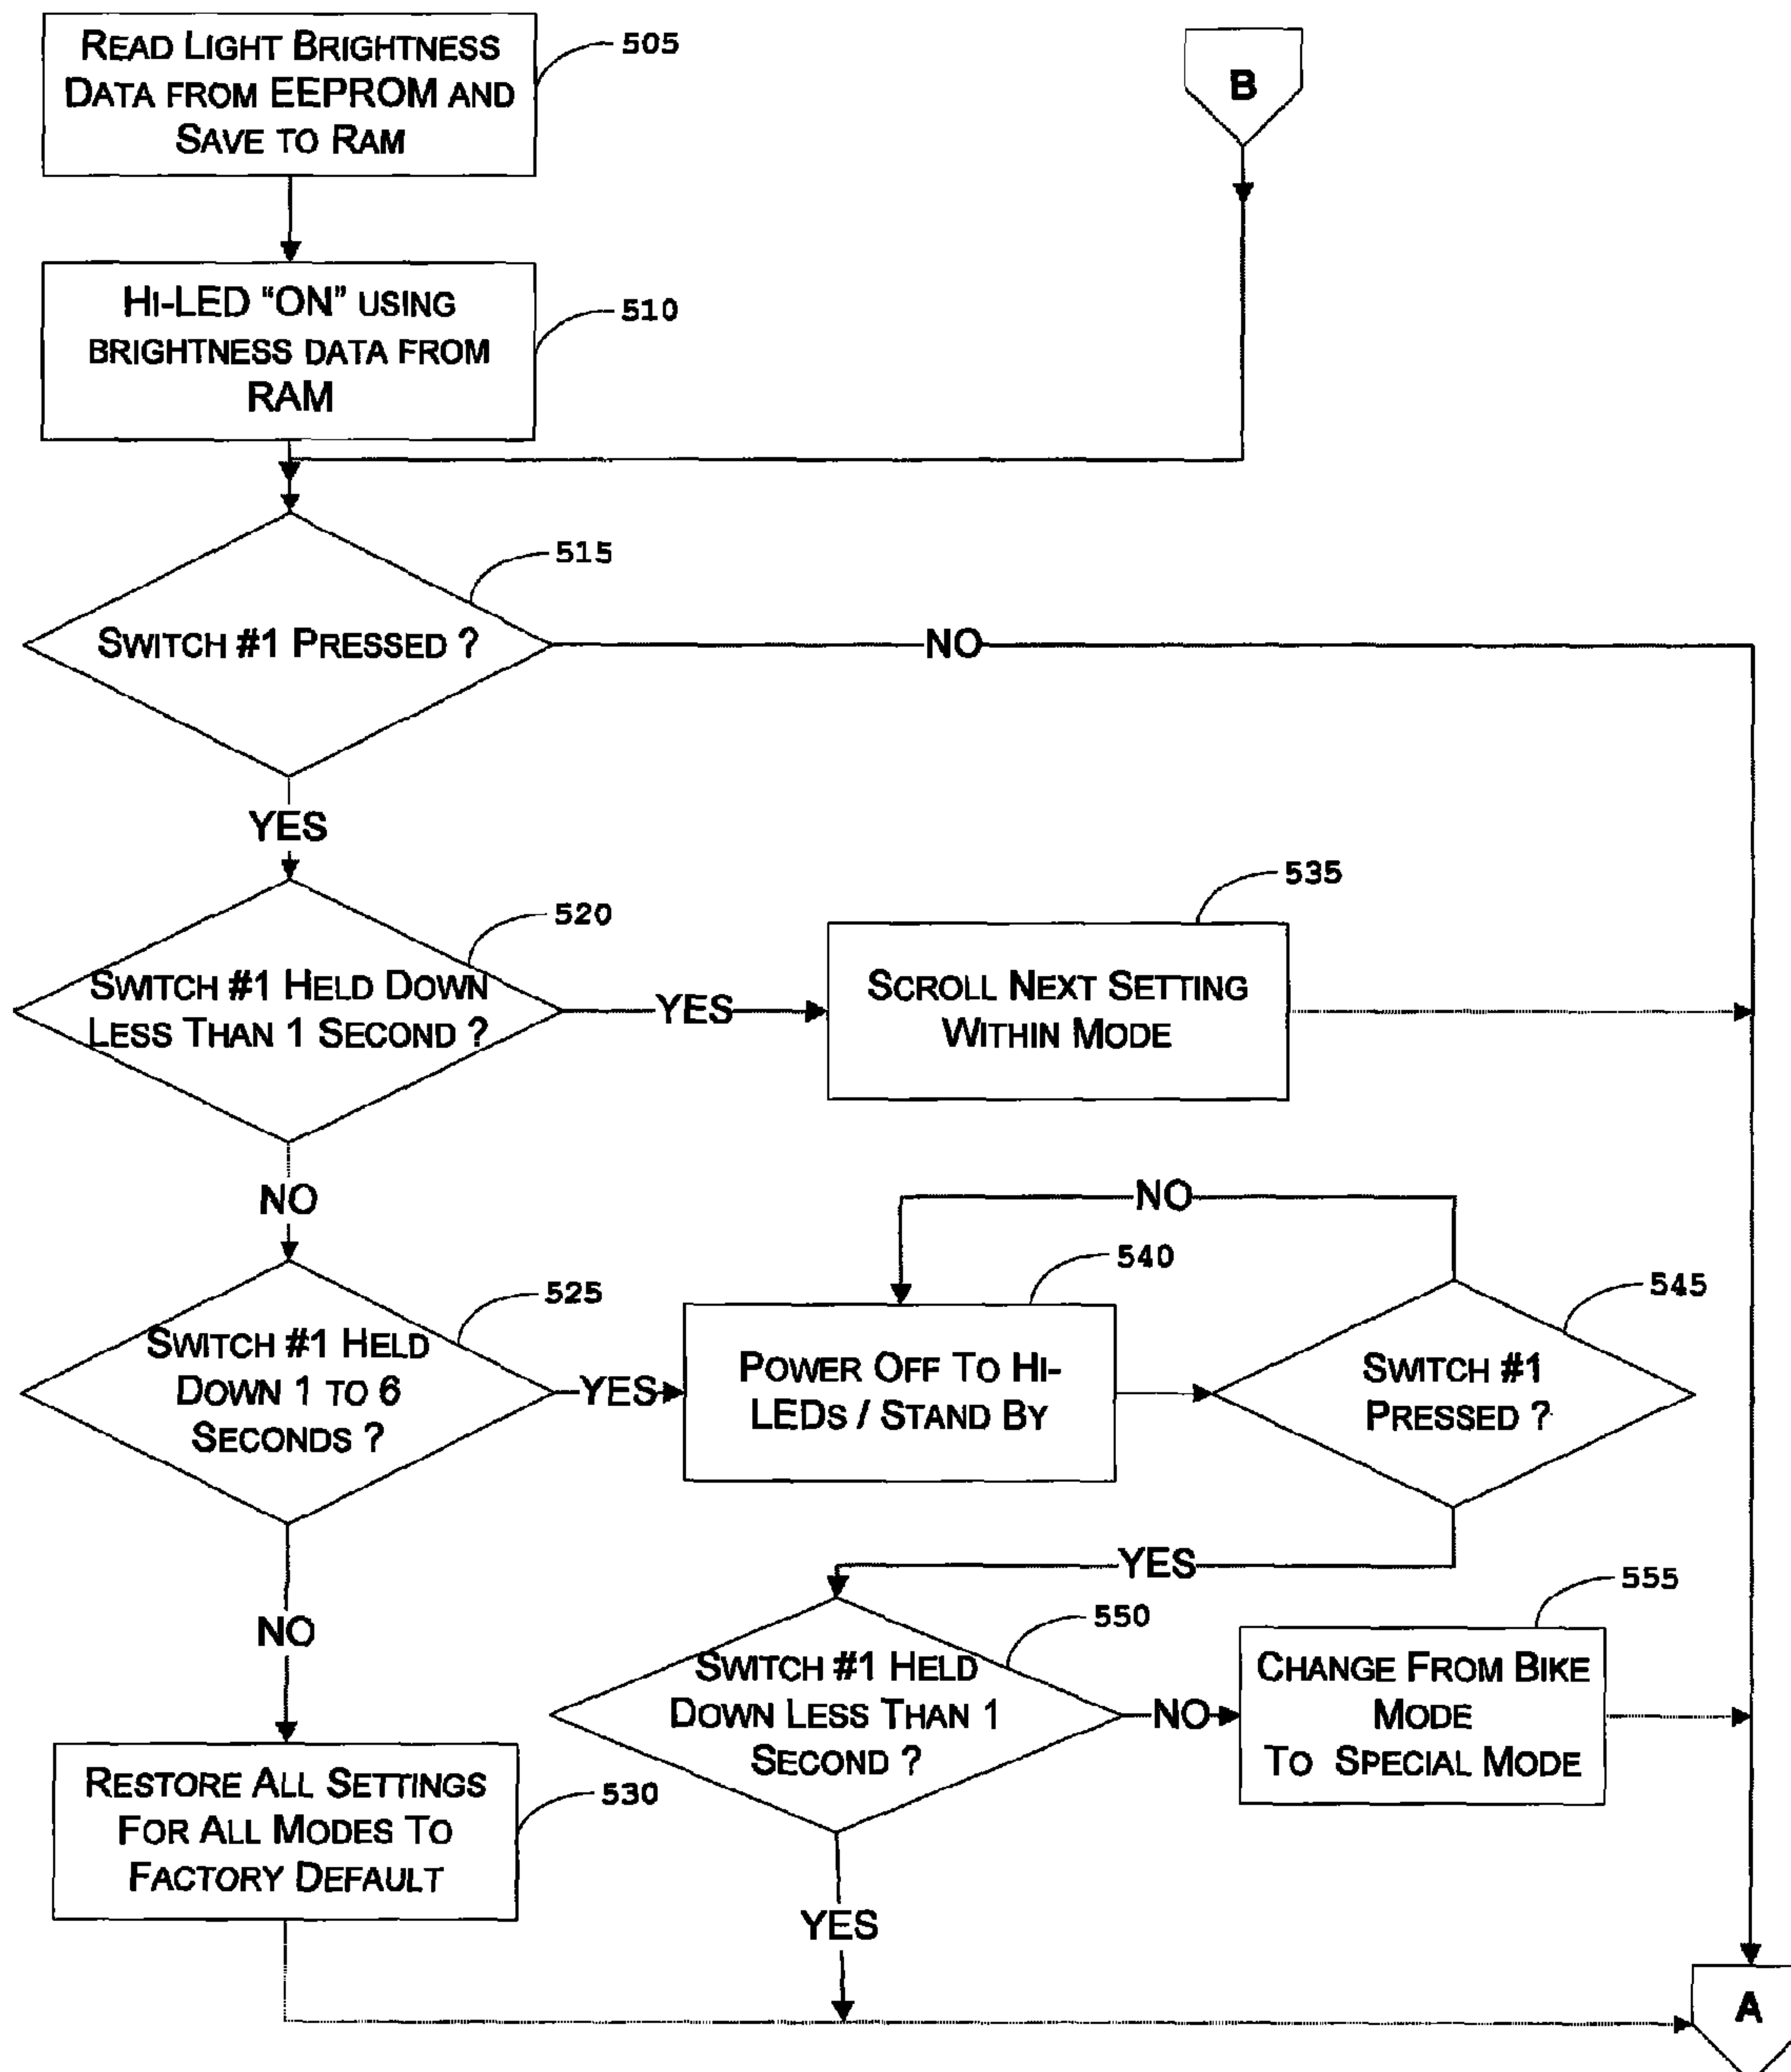 READ LIGHT BRIGHTNESS
DATA FROM EEPROM AND
SAVE TO RAM
505
B
HI-LED "ON" USING
BRIGHTNESS DATA FROM
RAM
510
515
SWITCH #1 PRESSED ?
NO
YES
520
SWITCH #1 HELD DOWN
LESS THAN 1 SECOND ?
YES
535
SCROLL NEXT SETTING
WITHIN MODE
NO
NO
525
SWITCH #1 HELD
DOWN 1 TO 6
SECONDS ?
YES
540
POWER OFF TO HI-
LEDS / STAND BY
545
SWITCH #1
PRESSED ?
YES
NO
550
SWITCH #1 HELD
DOWN LESS THAN 1
SECOND ?
NO
555
CHANGE FROM BIKE
MODE
TO SPECIAL MODE
RESTORE ALL SETTINGS
FOR ALL MODES TO
FACTORY DEFAULT
530
YES
A